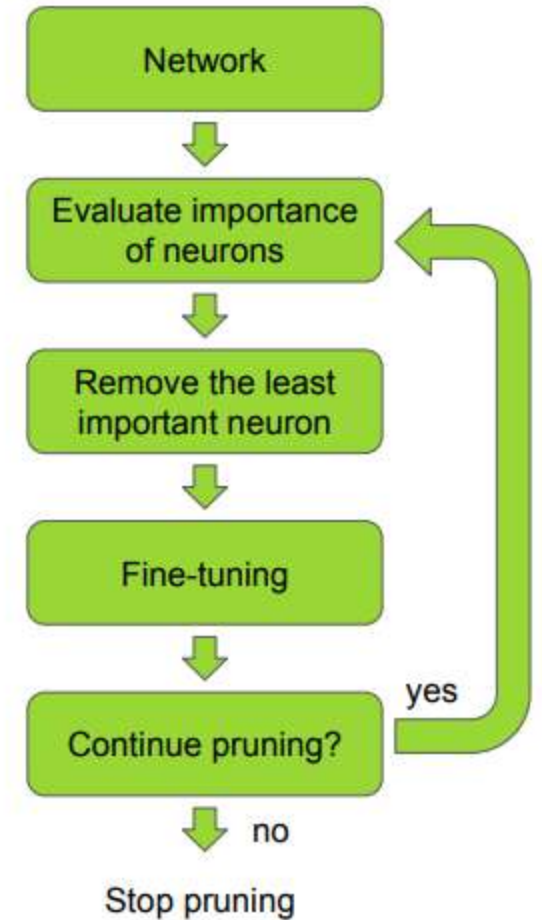 Network
Evaluate importance
of neurons
Remove the least
important neuron
Fine-tuning
Continue pruning?
yes
no
Stop pruning